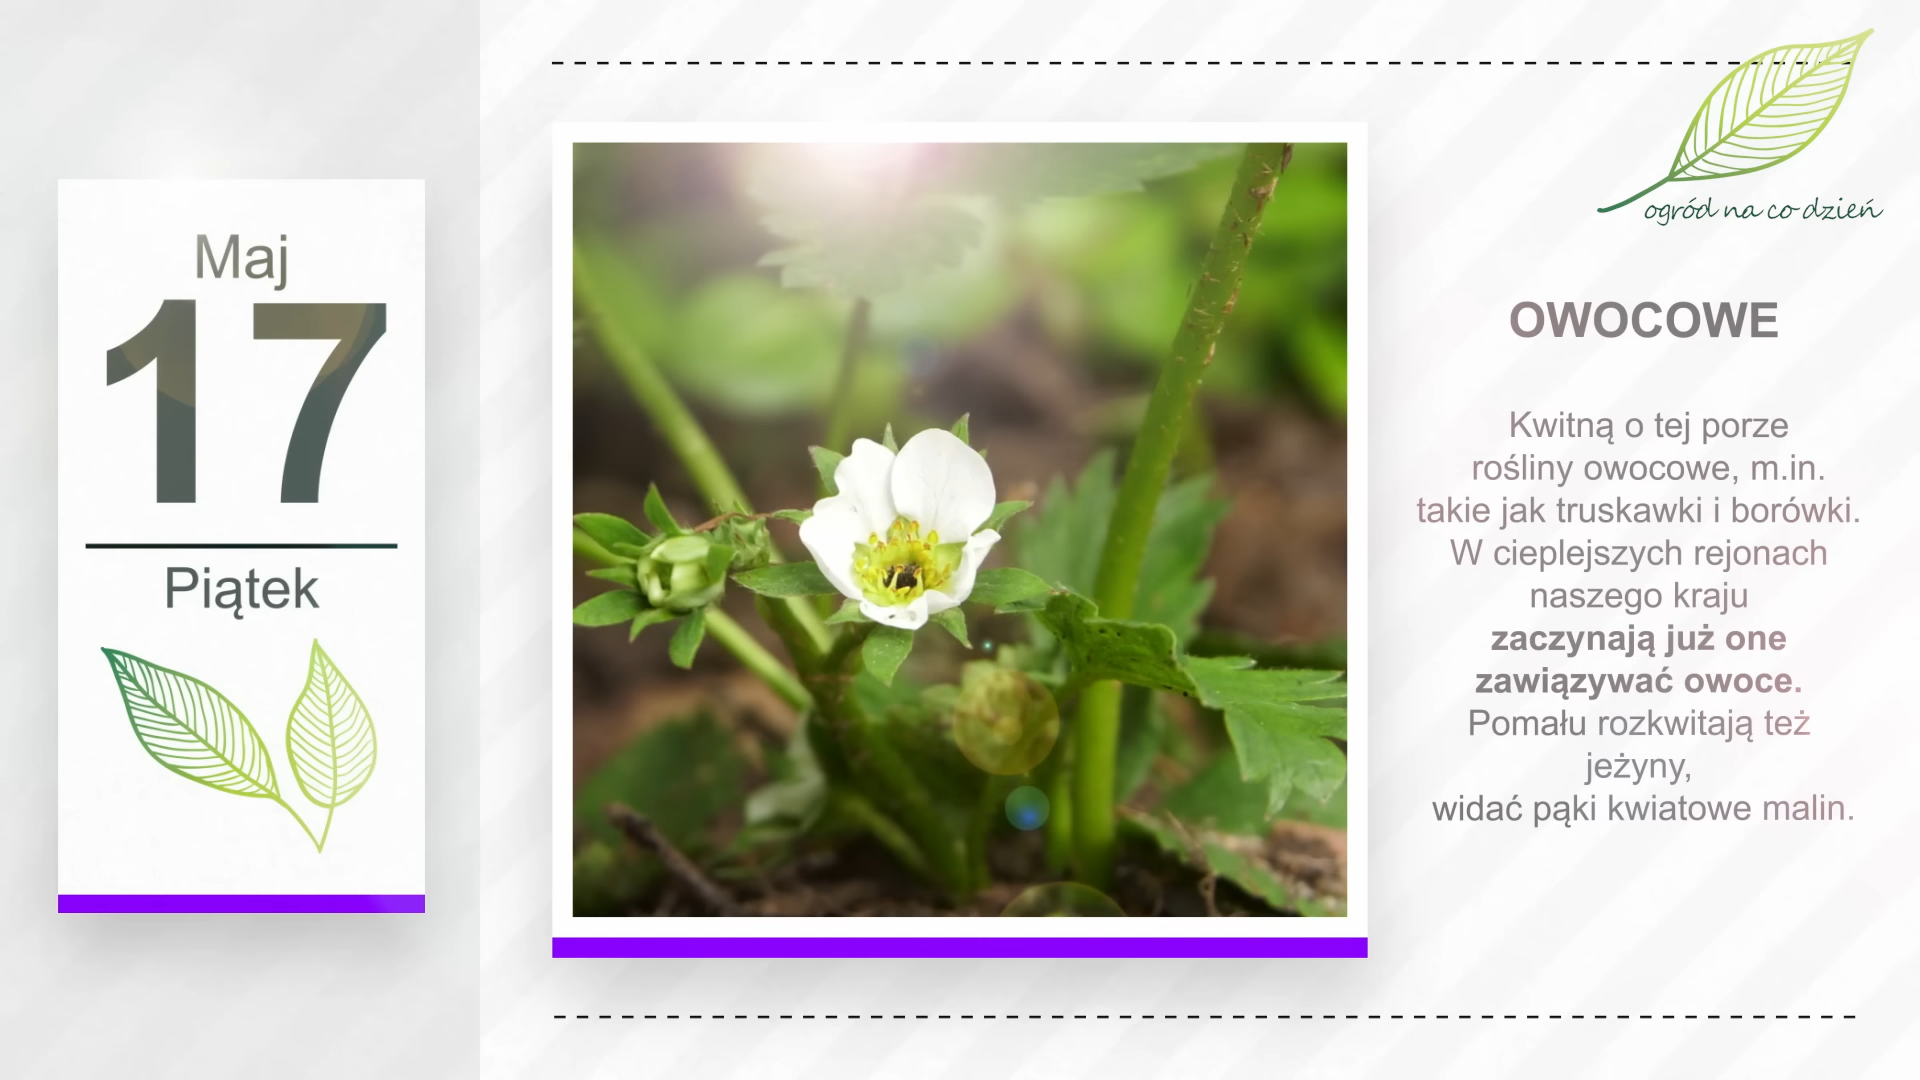 Maj
17
Piątek
ogród na co dzień
OWOCOWE
Kwitną o tej porze
rośliny owocowe, m.in.
takie jak truskawki i borówki.
W cieplejszych rejonach
naszego kraju
zaczynają już one
zawiązywać owoce.
Pomału rozkwitają też
jeżyny,
widać pąki kwiatowe malin.